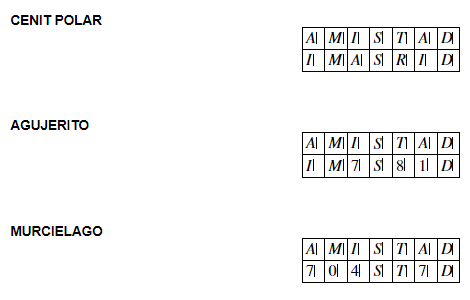 CENIT POLAR
A| M| I| S| T| A| D|
I| M| A| S| R| I| D|
AGUJERITO
A| M| I| S| T| A| D|
I| M| 7| S| 8| 1| D|
MURCIELAGO
A| M| I| S| T| A| D|
7| 0| 4| S| T| 7| D|